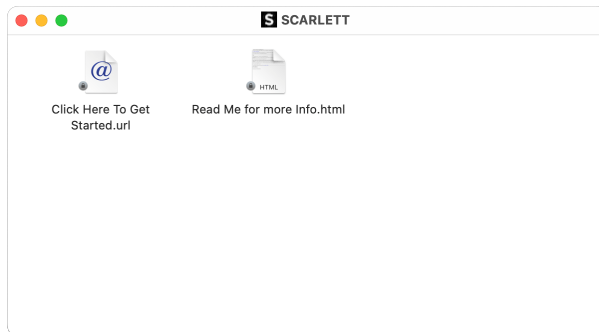 S SCARLETT
@
HTML
Click Here To Get
Started.url
Read Me for more Info.html